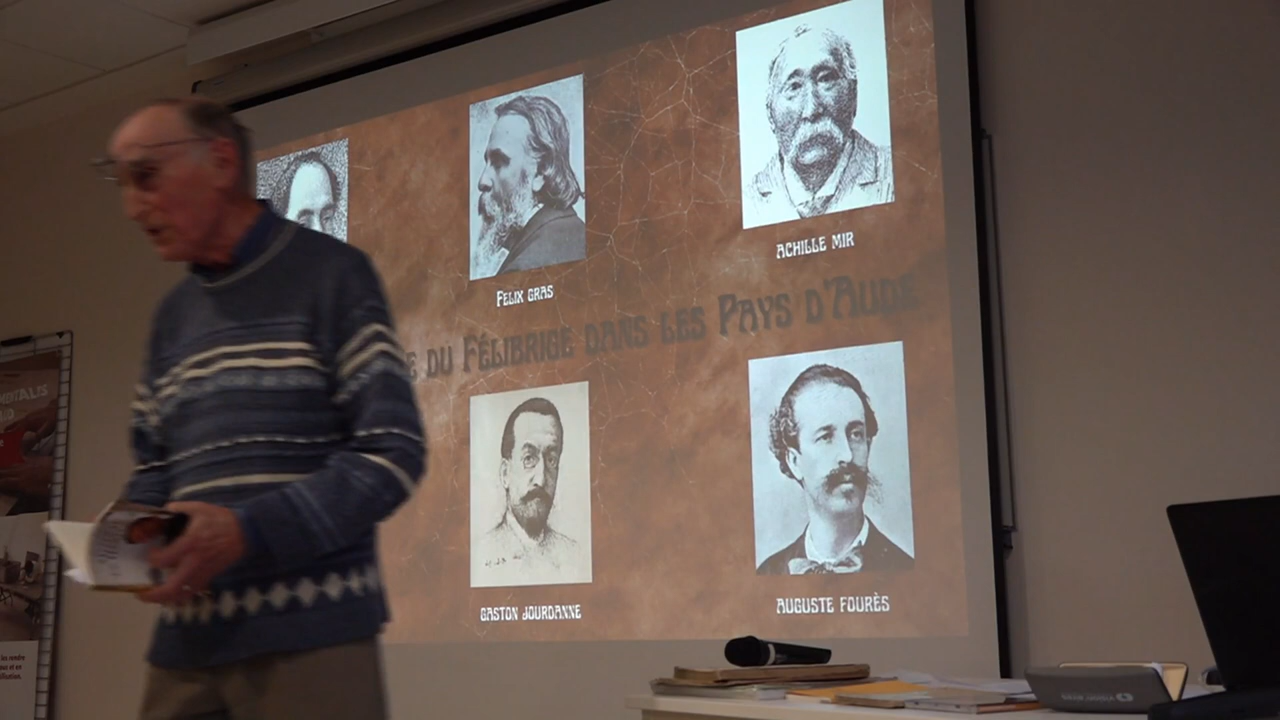 ACHILLE MIR
FELIX GRAS
E DU FÉLIBRIGE DANS LES PAYS D'AUDE
GASTON JOURDANNE
AUGUSTE FOURÈS